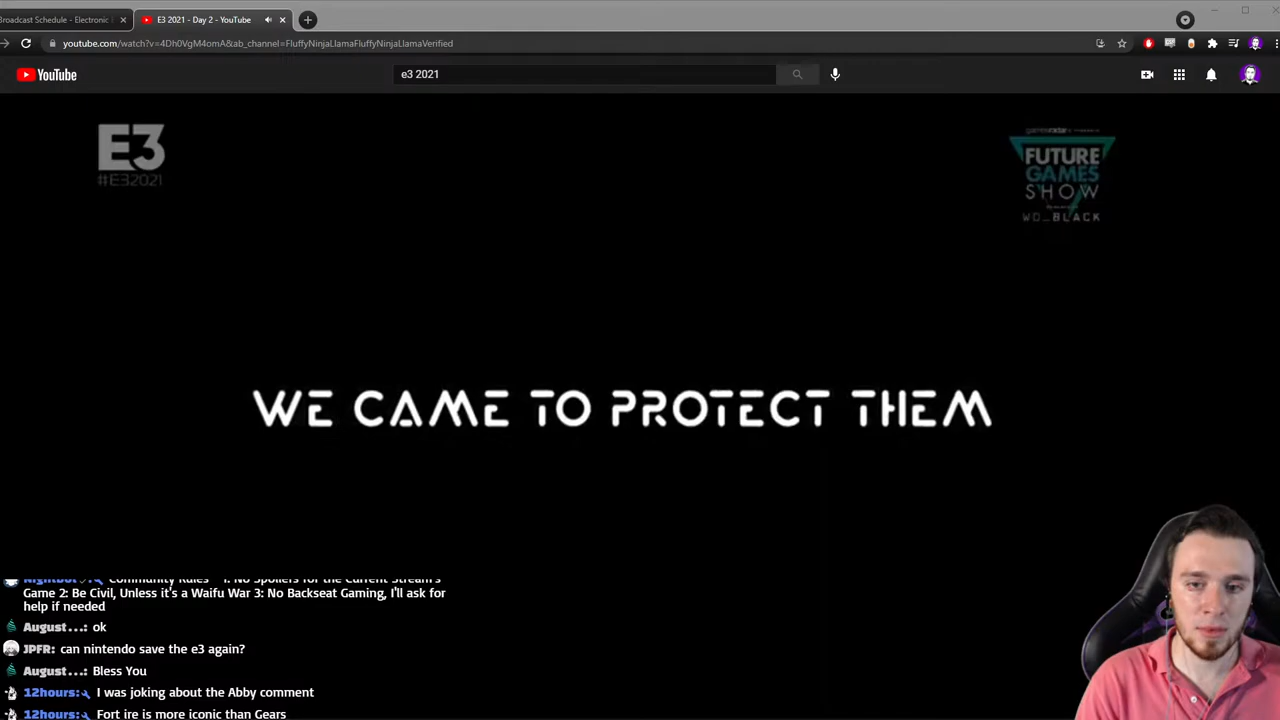 Broadcast Schedule - Electronic
E3 2021 - Day 2 - YouTube
youtube.com/watch?v=4Dh0VgM4omA&ab_channel=FluffyNinjaLlamaFluffyNinjaLlamaVerified
YouTube
e3 2021
E3
#E32021
gamesradar+
FUTURE
GAMES
SHOW
WD_BLACK
WE CAME TO PROTECT THEM
Nightbot: Community Rules - 1: No Spoilers for the Current Stream's
Game 2: Be Civil, Unless it's a Waifu War 3: No Backseat Gaming, I'll ask for
help if needed
August...: ok
JPFR: can nintendo save the e3 again?
August...: Bless You
12hours: I was joking about the Abby comment
12hours: Fort ire is more iconic than Gears